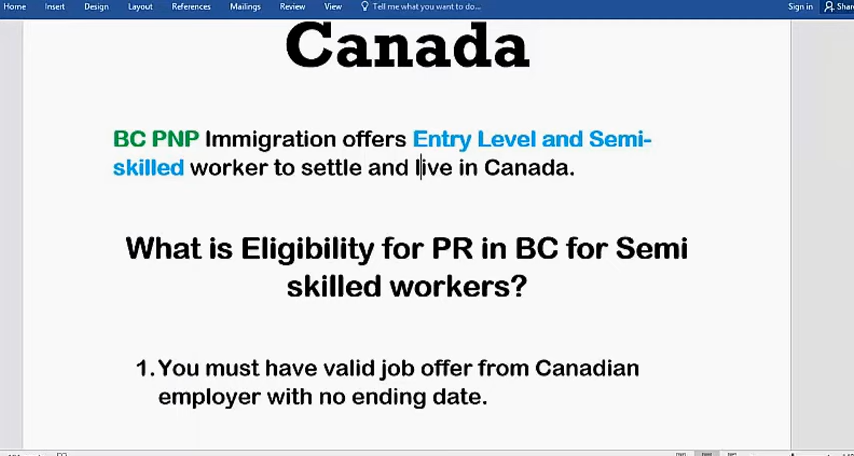 Home Insert Design Layout References Mailings Review View Tell me what you want to do... Sign in Share
Canada
BC PNP Immigration offers Entry Level and Semi-
skilled worker to settle and live in Canada.
What is Eligibility for PR in BC for Semi
skilled workers?
1. You must have valid job offer from Canadian
employer with no ending date.